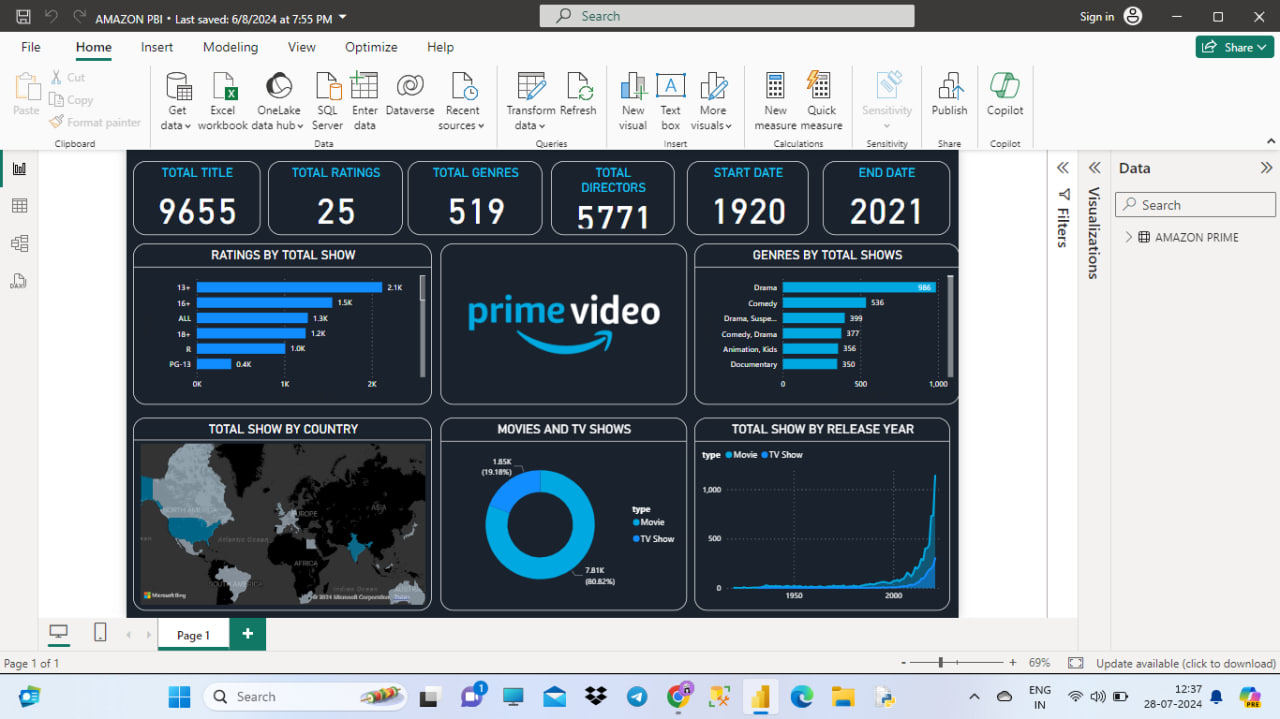 AMAZON PBI • Last saved: 6/8/2024 at 7:55 PM
Search
Sign in
File Home Insert Modeling View Optimize Help
Share
Paste
Cut
Copy
Format painter
Clipboard
Get data
Excel workbook
OneLake data hub
SQL Server
Enter data
Dataverse
Recent sources
Data
Transform data
Refresh
Queries
New visual
Text box
More visuals
Insert
New measure
Quick measure
Calculations
Sensitivity
Sensitivity
Publish
Share
Copilot
Copilot
TOTAL TITLE
9655
TOTAL RATINGS
25
TOTAL GENRES
519
TOTAL DIRECTORS
5771
START DATE
1920
END DATE
2021
RATINGS BY TOTAL SHOW
13+ 2.1K
16+ 1.5K
ALL 1.3K
18+ 1.2K
R 1.0K
PG-13 0.4K
0K 1K 2K
prime video
GENRES BY TOTAL SHOWS
Drama 986
Comedy 536
Drama, Suspe... 399
Comedy, Drama 377
Animation, Kids 356
Documentary 350
0 500 1,000
TOTAL SHOW BY COUNTRY
NORTH AMERICA
EUROPE
ASIA
Atlantic Ocean
AFRICA
SOUTH AMERICA
Indian Ocean
Microsoft Bing
© 2024 Microsoft Corporation
MOVIES AND TV SHOWS
1.85K
(19.18%)
7.81K
(80.82%)
type
Movie
TV Show
TOTAL SHOW BY RELEASE YEAR
type Movie TV Show
1,000
500
0
1950 2000
Filters
Visualizations
Data
Search
AMAZON PRIME
Page 1
Page 1 of 1
- + 69%
Update available (click to download)
Search
1
ENG
IN
12:37
28-07-2024
PRE